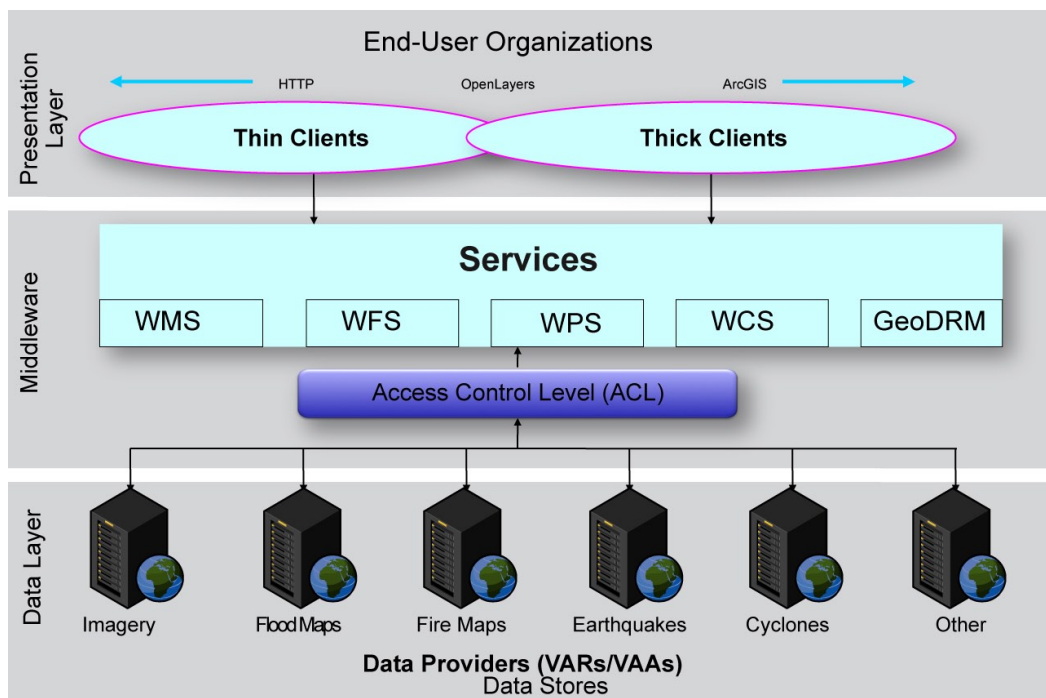 End-User Organizations
Presentation
Layer
HTTP
OpenLayers
ArcGIS
Thin Clients
Thick Clients
Middleware
Services
WMS
WFS
WPS
WCS
GeoDRM
Access Control Level (ACL)
Data Layer
Imagery
Flood Maps
Fire Maps
Earthquakes
Cyclones
Other
Data Providers (VARs/VAAs)
Data Stores